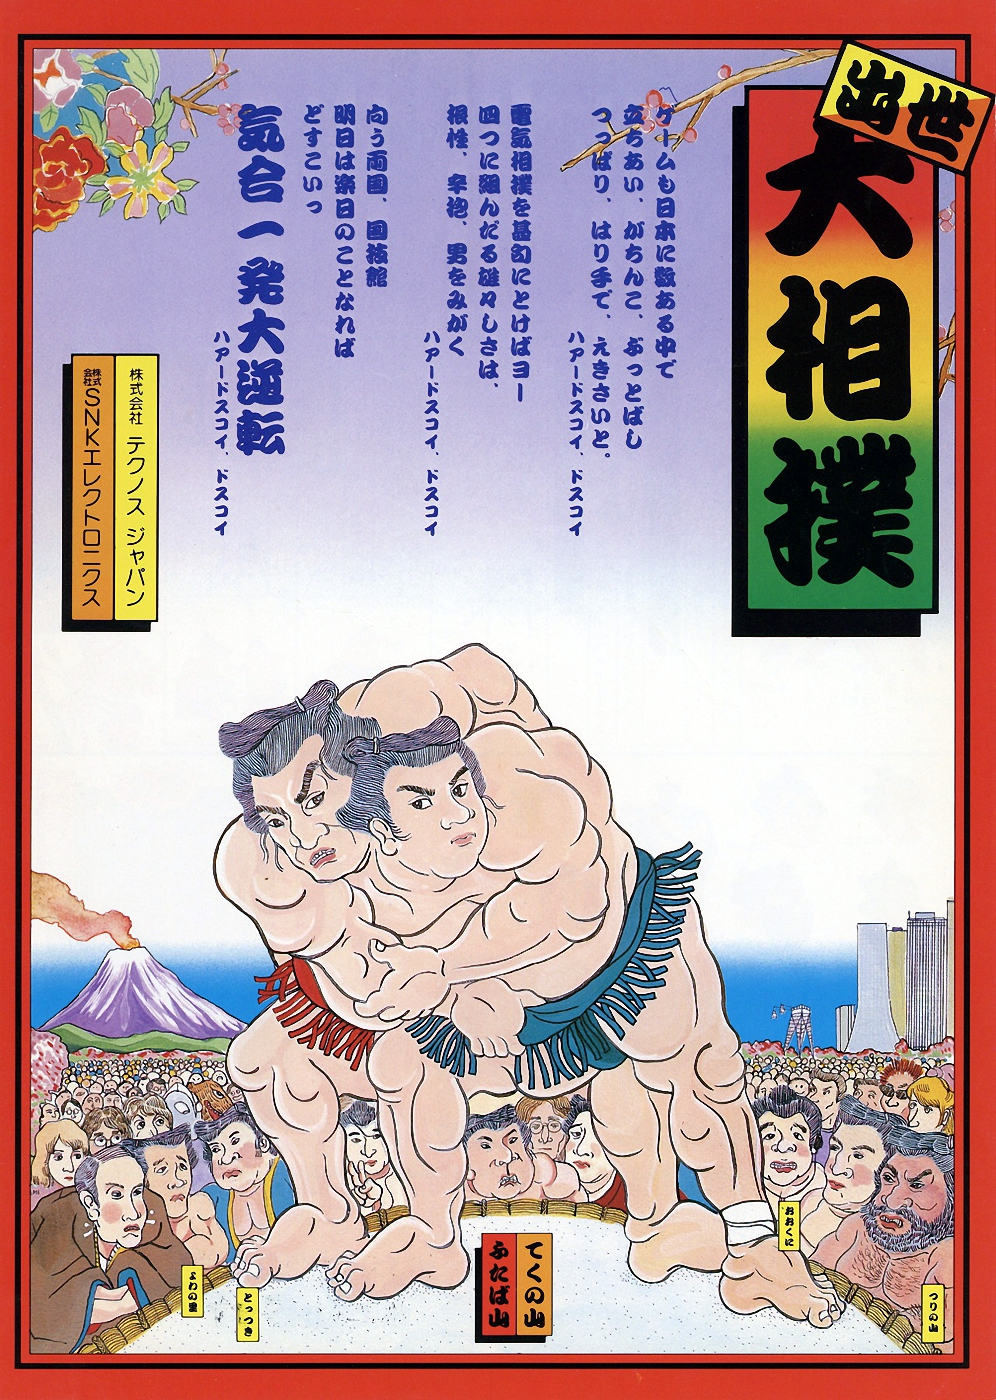 出世
大相撲
ゲームも日本に数ある中で
立ちあい、がちんこ、ぶっとばし
つっぱり、はり手で、えきさいと。
ハァードスコイ、ドスコイ
電気相撲を甚句にとけばヨー
四つに組んだる雄々しさは、
根性、辛抱、男をみがく
ハァードスコイ、ドスコイ
向う両国、国技館
明日は楽日のことなれば
どすこいっ
気合一発大逆転
ハァードスコイ、ドスコイ
株式会社 テクノス ジャパン
株式会社 SNKエレクトロニクス
おおくに
てくの山
ふたば山
つりの山
とっつき
よわの里